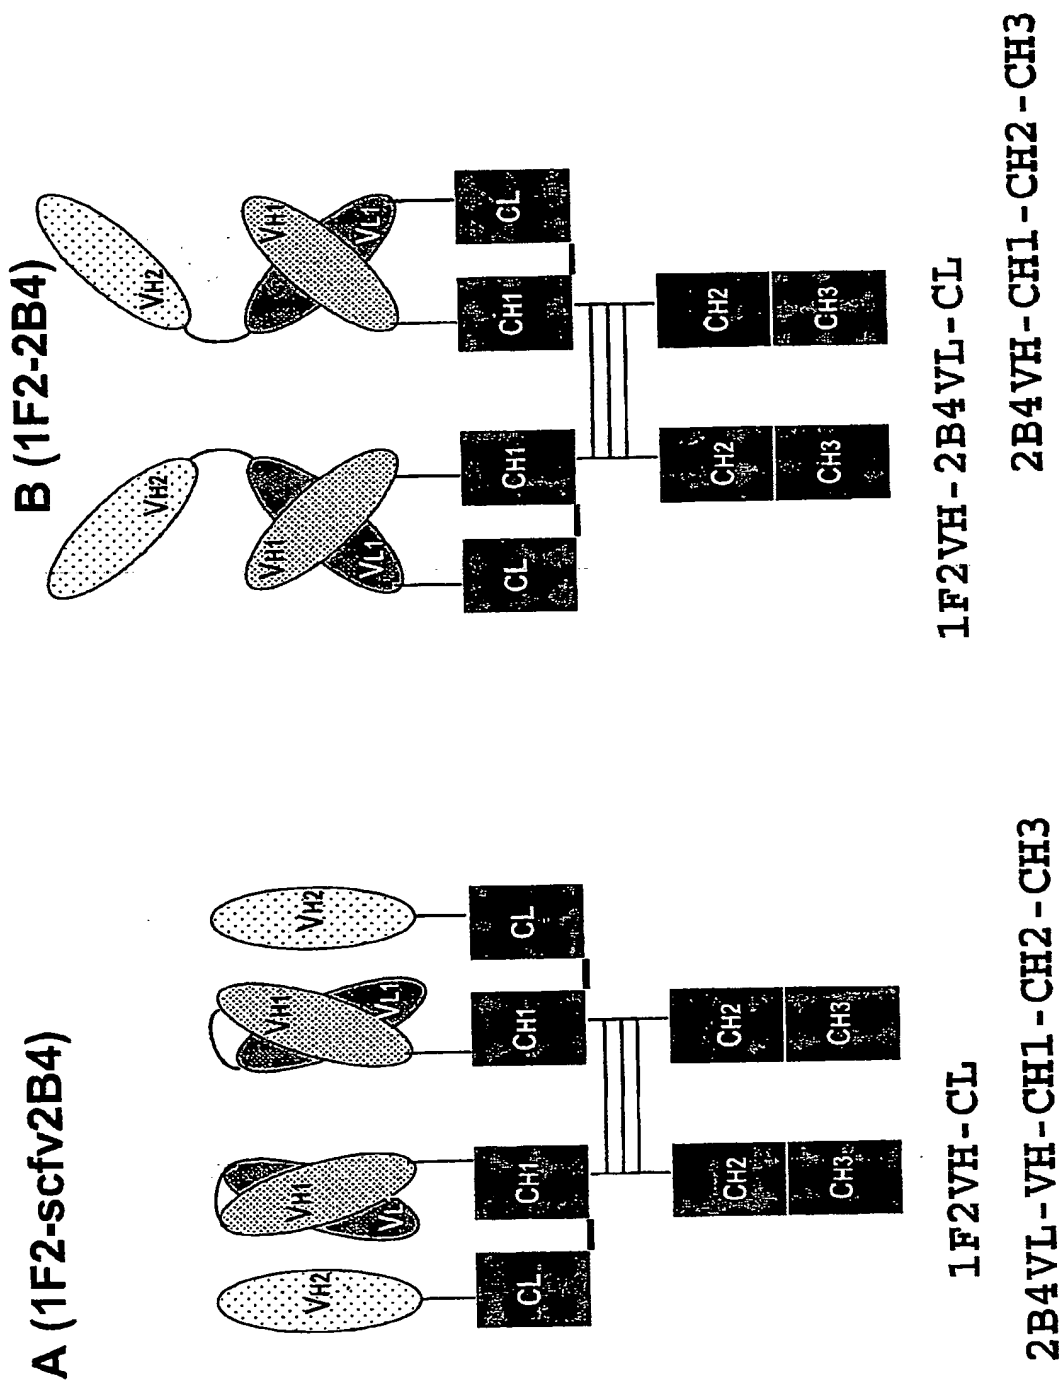 A (1F2-scfv2B4)
VH2
VH1
VL
VH1
VL1
VH2
CL
CH1
CH1
CL
CH2
CH2
CH3
CH3
1F2VH-CL
2B4VL-VH-CH1-CH2-CH3
B (1F2-2B4)
VH2
VH2
VH1
VL1
VH1
VL1
CL
CH1
CH1
CL
CH2
CH2
CH3
CH3
1F2VH-2B4VL-CL
2B4VH-CH1-CH2-CH3